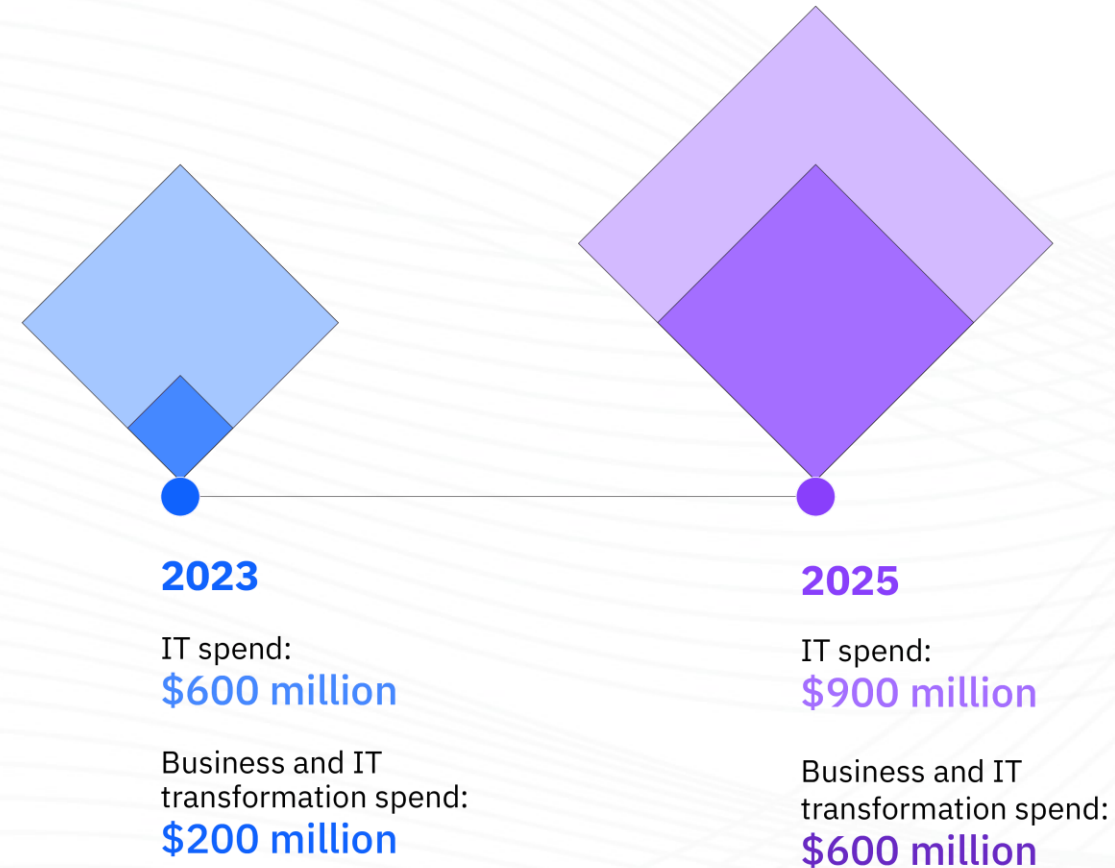 2023
IT spend:
$600 million
Business and IT
transformation spend:
$200 million
2025
IT spend:
$900 million
Business and IT
transformation spend:
$600 million